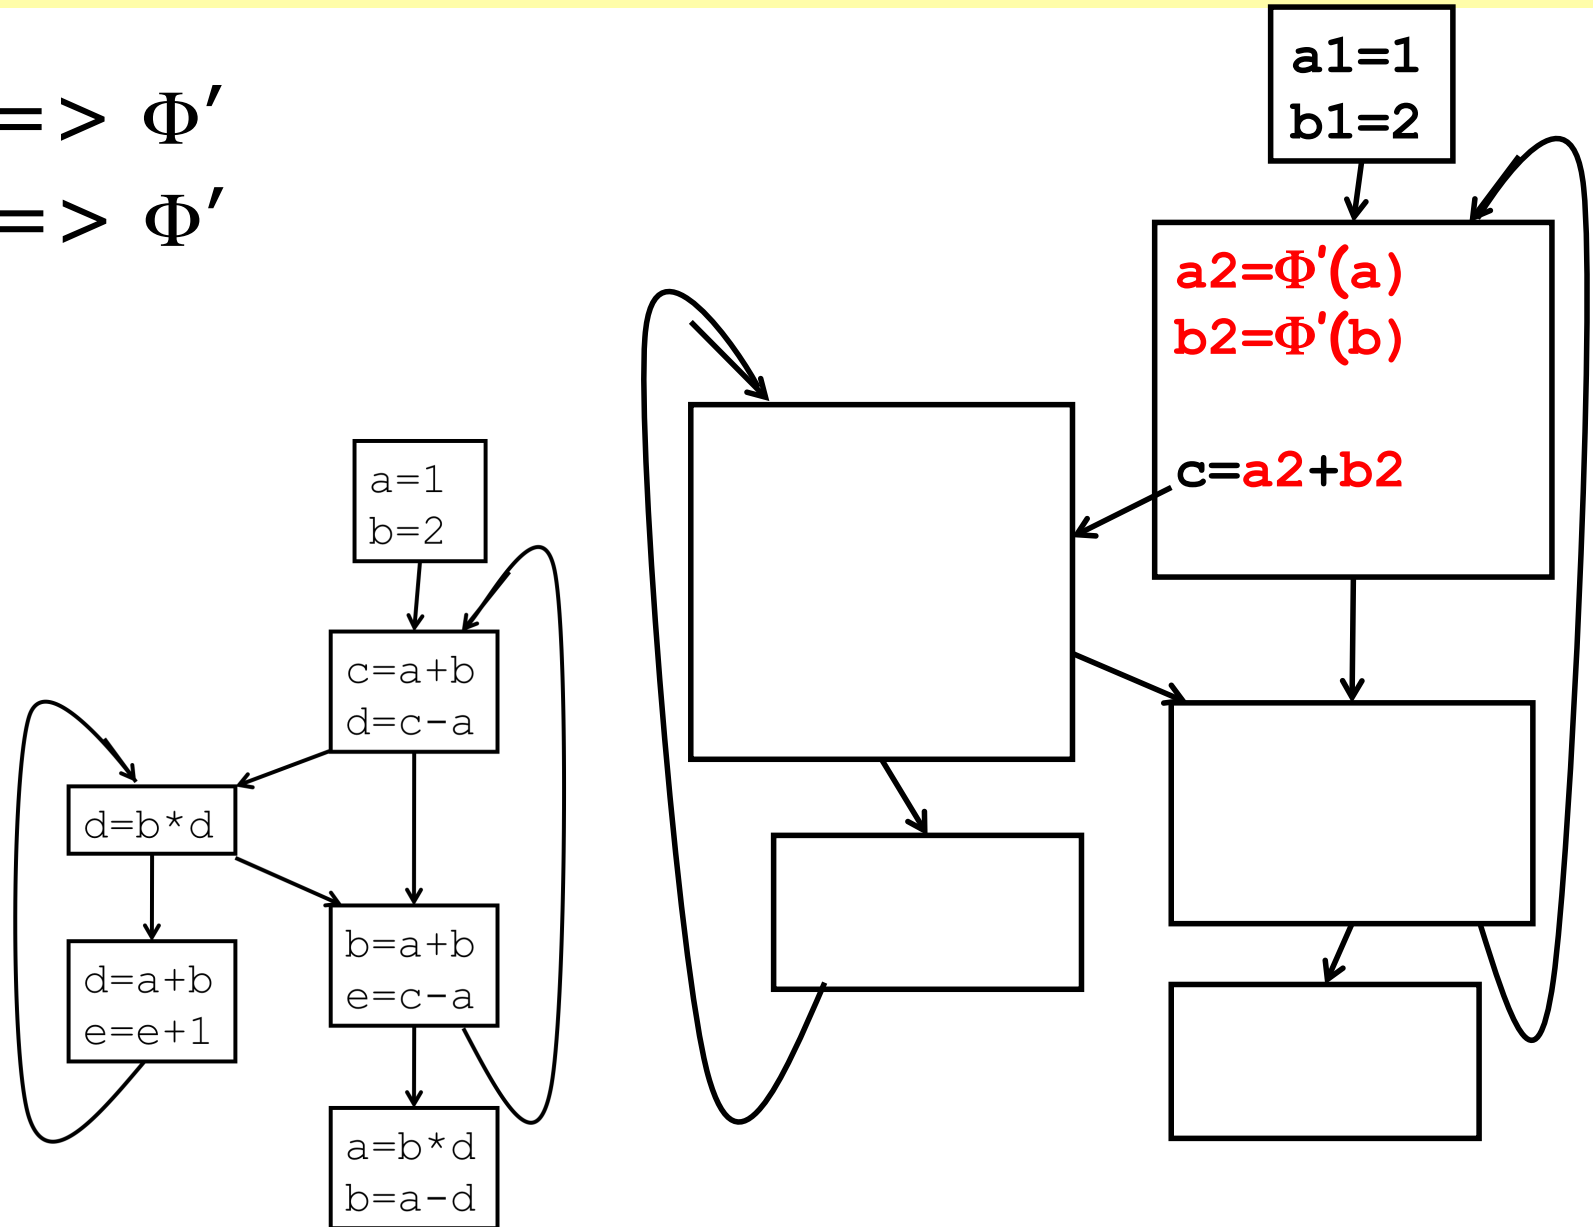 => Φ′
=> Φ′
a=1
b=2
c=a+b
d=c-a
d=b*d
d=a+b
e=e+1
b=a+b
e=c-a
a=b*d
b=a-d
a1=1
b1=2
a2=Φ'(a)
b2=Φ'(b)
c=a2+b2